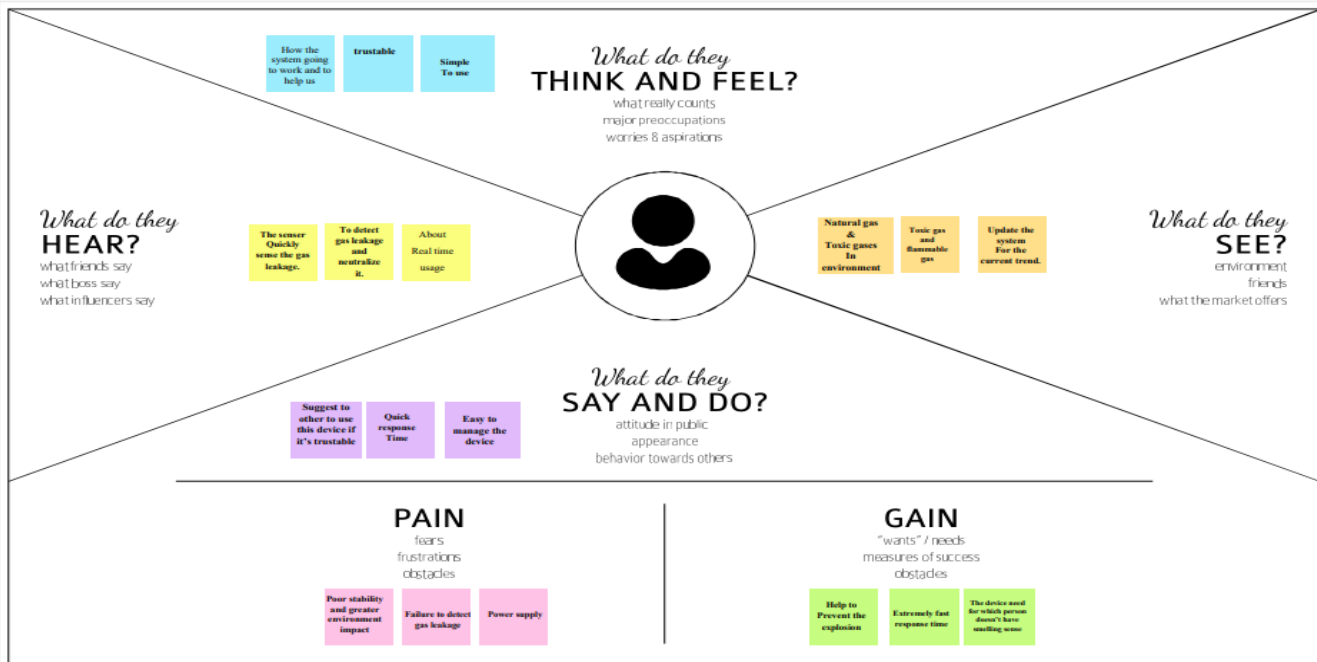 How the
system going
to work and to
help us
trustable
Simple
To use
What do they
THINK AND FEEL?
what really counts
major preoccupations
worries & aspirations
What do they
HEAR?
what friends say
what boss say
what influencers say
The senser
Quickly
sense the gas
leakage.
To detect
gas leakage
and
neutralize
it.
About
Real time
usage
Natural gas
&
Toxic gases
In
environment
Toxic gas
and
flammable
gas
Update the
system
For the
current trend.
What do they
SEE?
environment
friends
what the market offers
What do they
SAY AND DO?
attitude in public
appearance
behavior towards others
Suggest to
other to use
this device if
it's trustable
Quick
response
Time
Easy to
manage the
device
PAIN
fears
frustrations
obstacles
Poor stability
and greater
environment
impact
Failure to detect
gas leakage
Power supply
GAIN
"wants" / needs
measures of success
obstacles
Help to
Prevent the
explosion
Extremely fast
response time
The device need
for which person
doesn't have
smelling sense